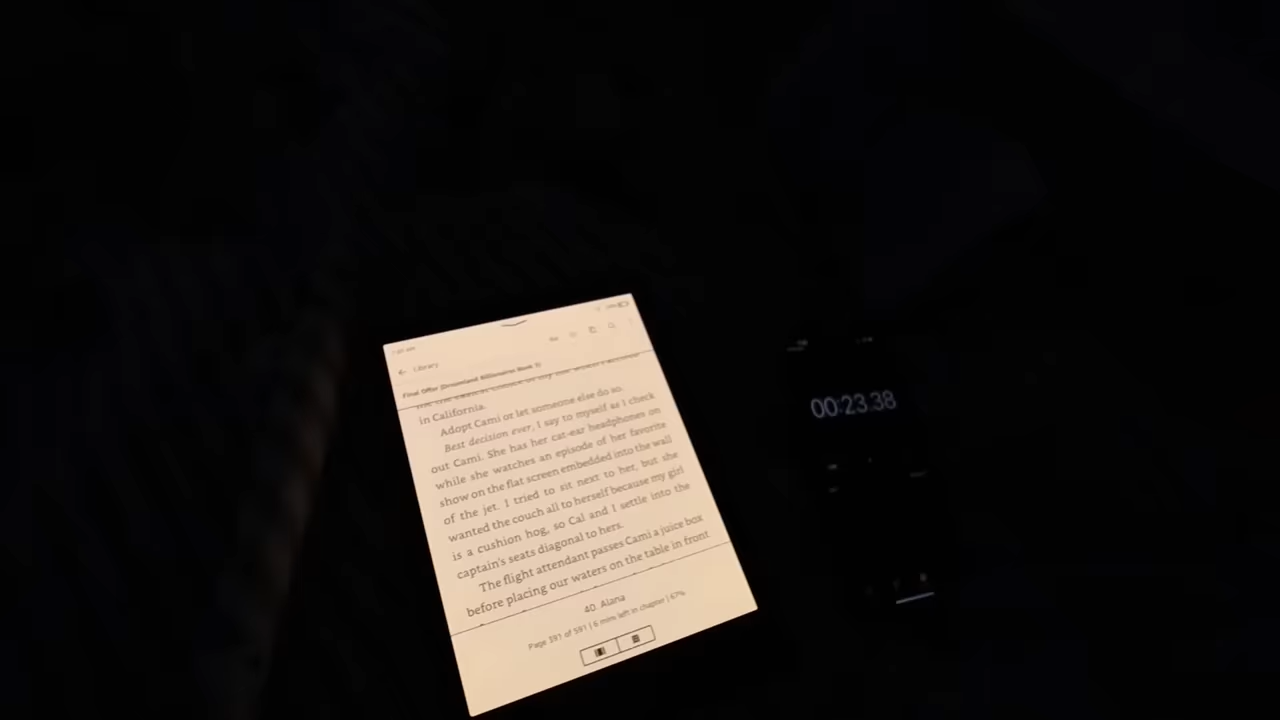 Library
Final Offer (Dreamland Billionaires Book 3)
in California.
Adopt Cami or let someone else do so.
Best decision ever, I say to myself as I check
out Cami. She has her cat-ear headphones on
while she watches an episode of her favorite
show on the flat screen embedded into the wall
of the jet. I tried to sit next to her, but she
wanted the couch all to herself because my girl
is a cushion hog, so Cal and I settle into the
captain's seats diagonal to hers.
The flight attendant passes Cami a juice box
before placing our waters on the table in front
40. Alana
Page 391 of 591 | 6 mins left in chapter | 67%
00:23.38